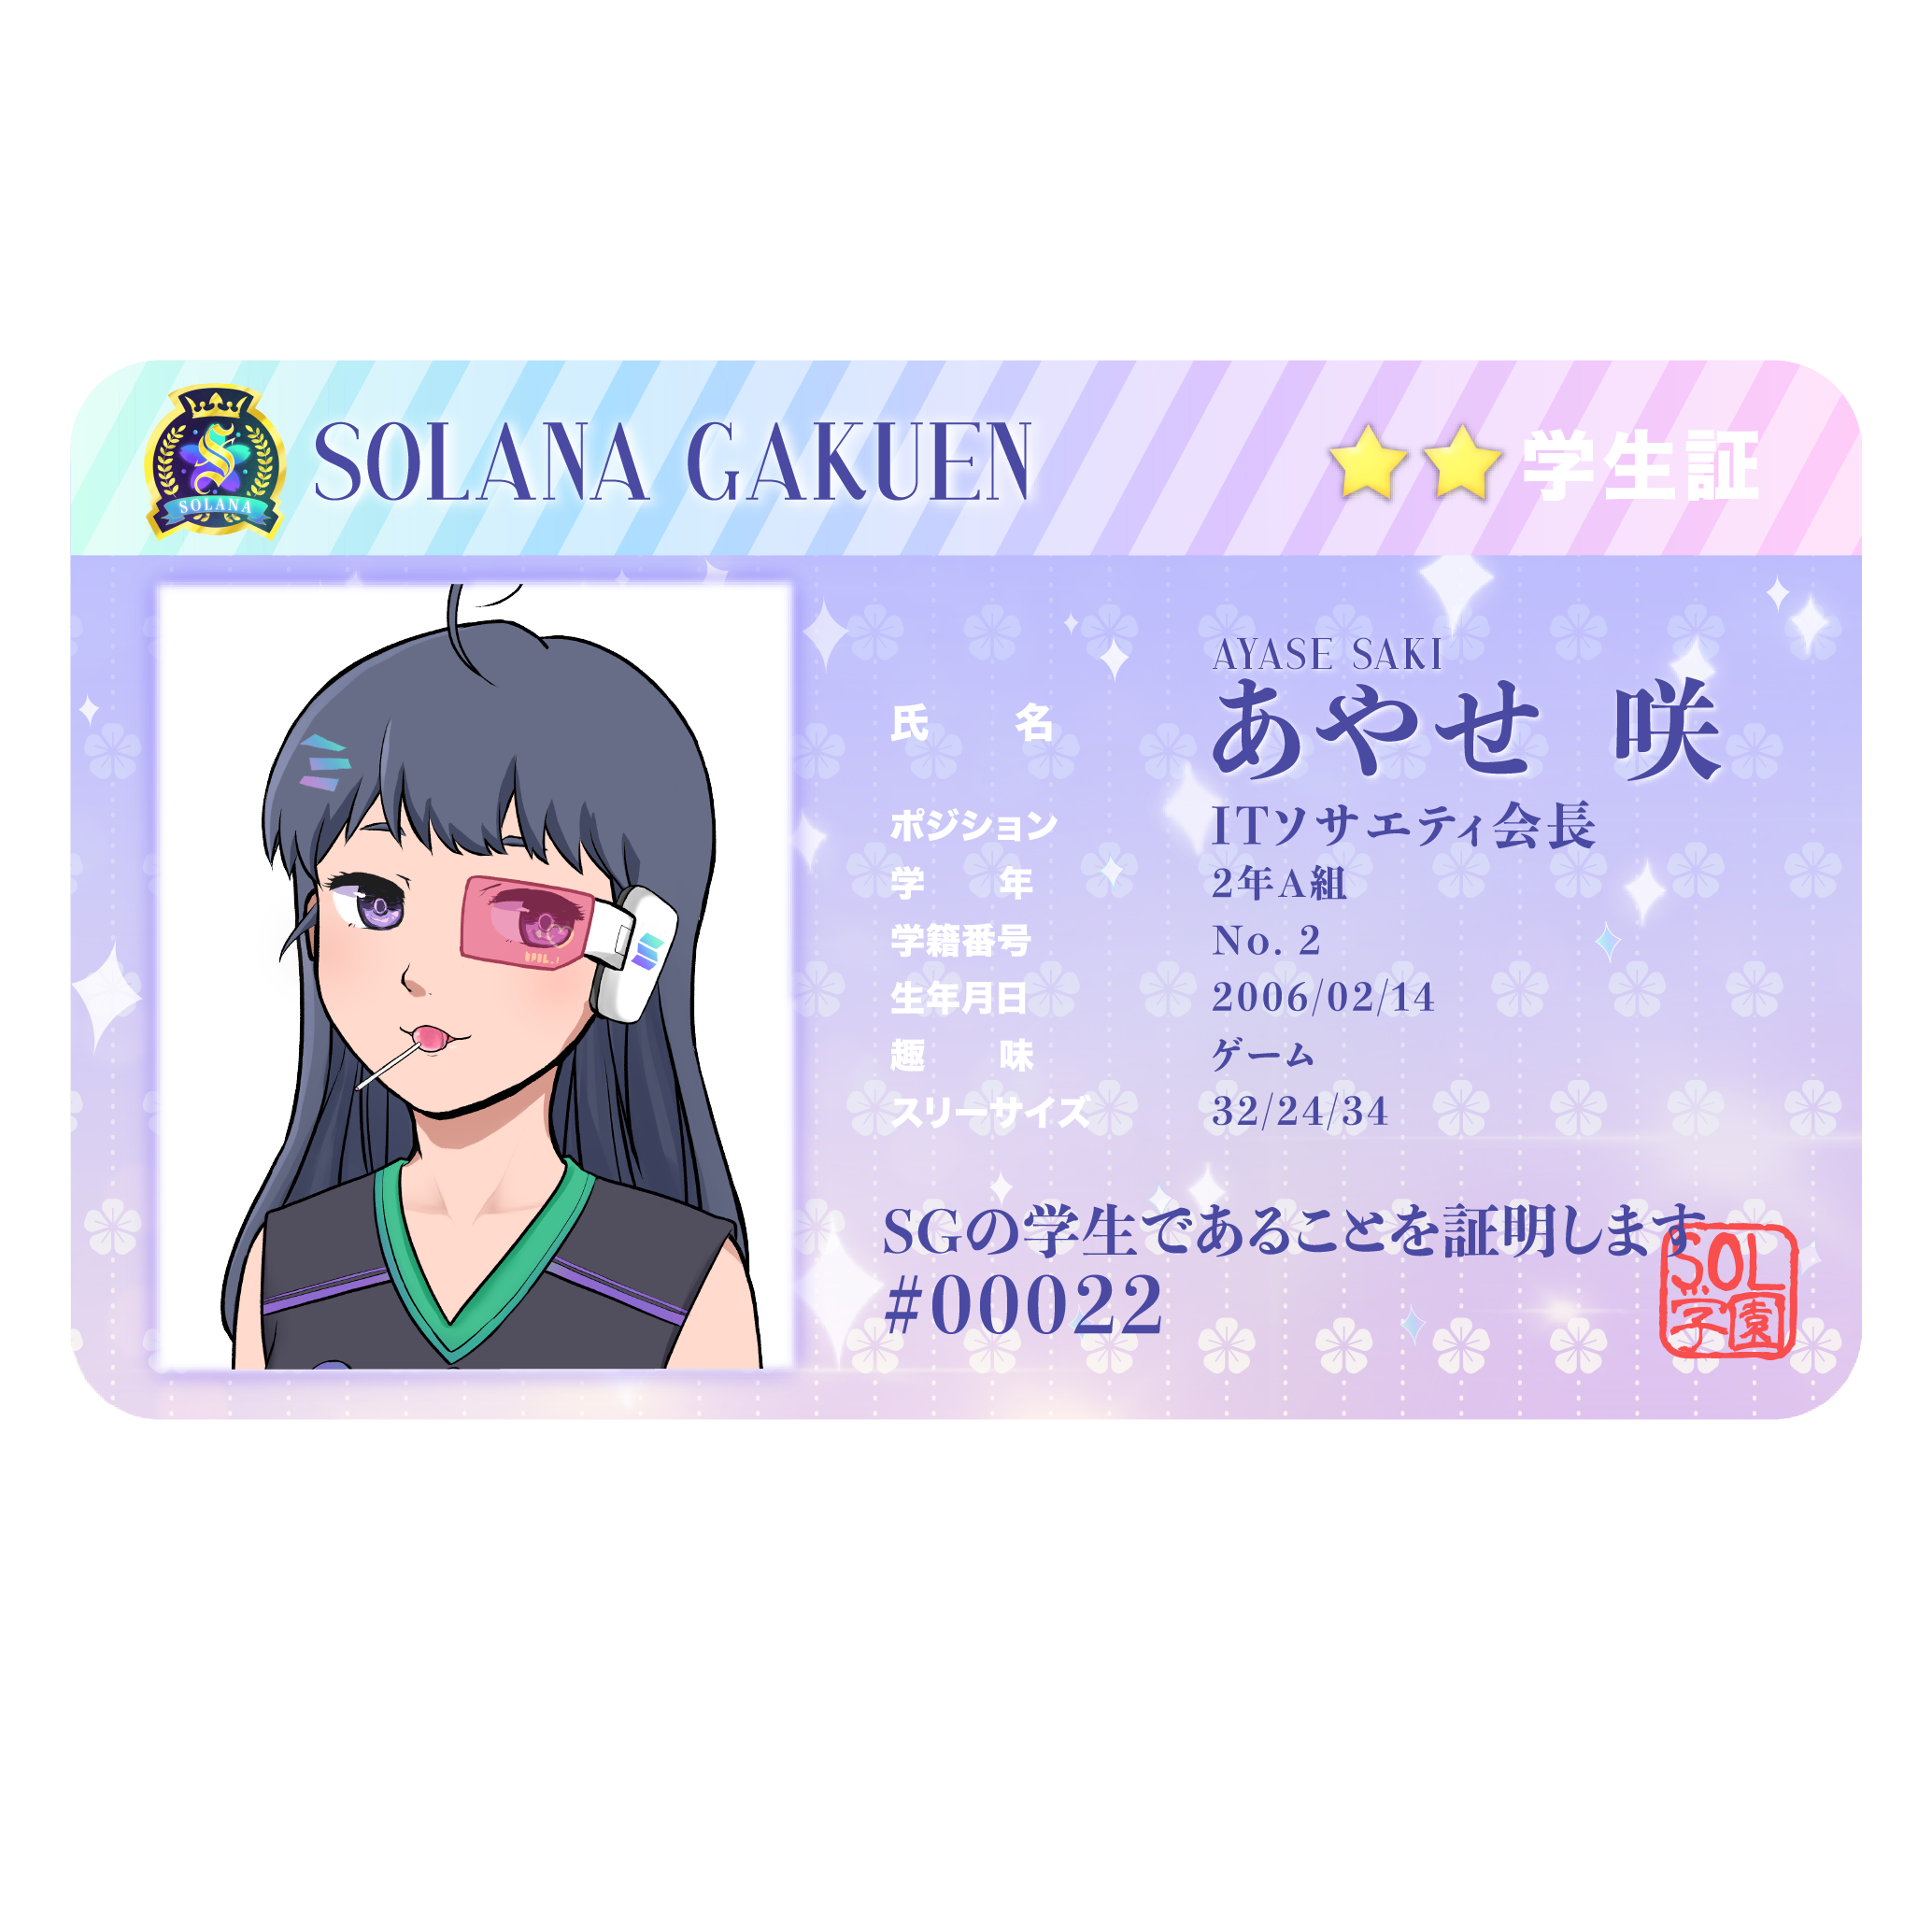 SOLANA
SOLANA GAKUEN
学生証
AYASE SAKI
氏名 あやせ 咲
ポジション ITソサエティ会長
学年 2年A組
学籍番号 No. 2
生年月日 2006/02/14
趣味 ゲーム
スリーサイズ 32/24/34
SGの学生であることを証明します
#00022
SOL
学園